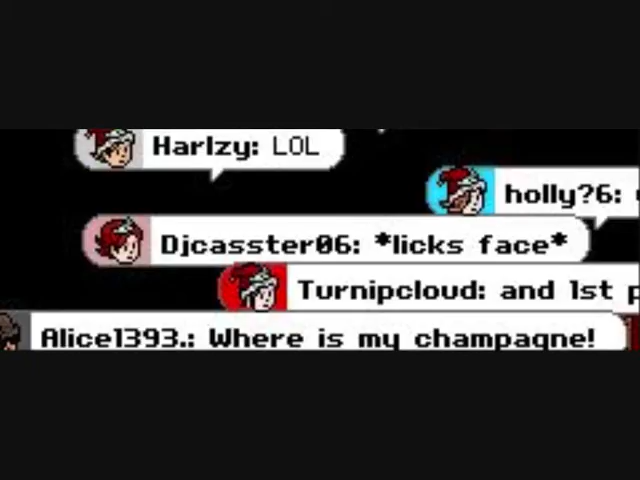 Harlzy: LOL
holly?6:
Djcasster06: *licks face*
Turnipcloud: and 1st p
Alice1393.: Where is my champagne!